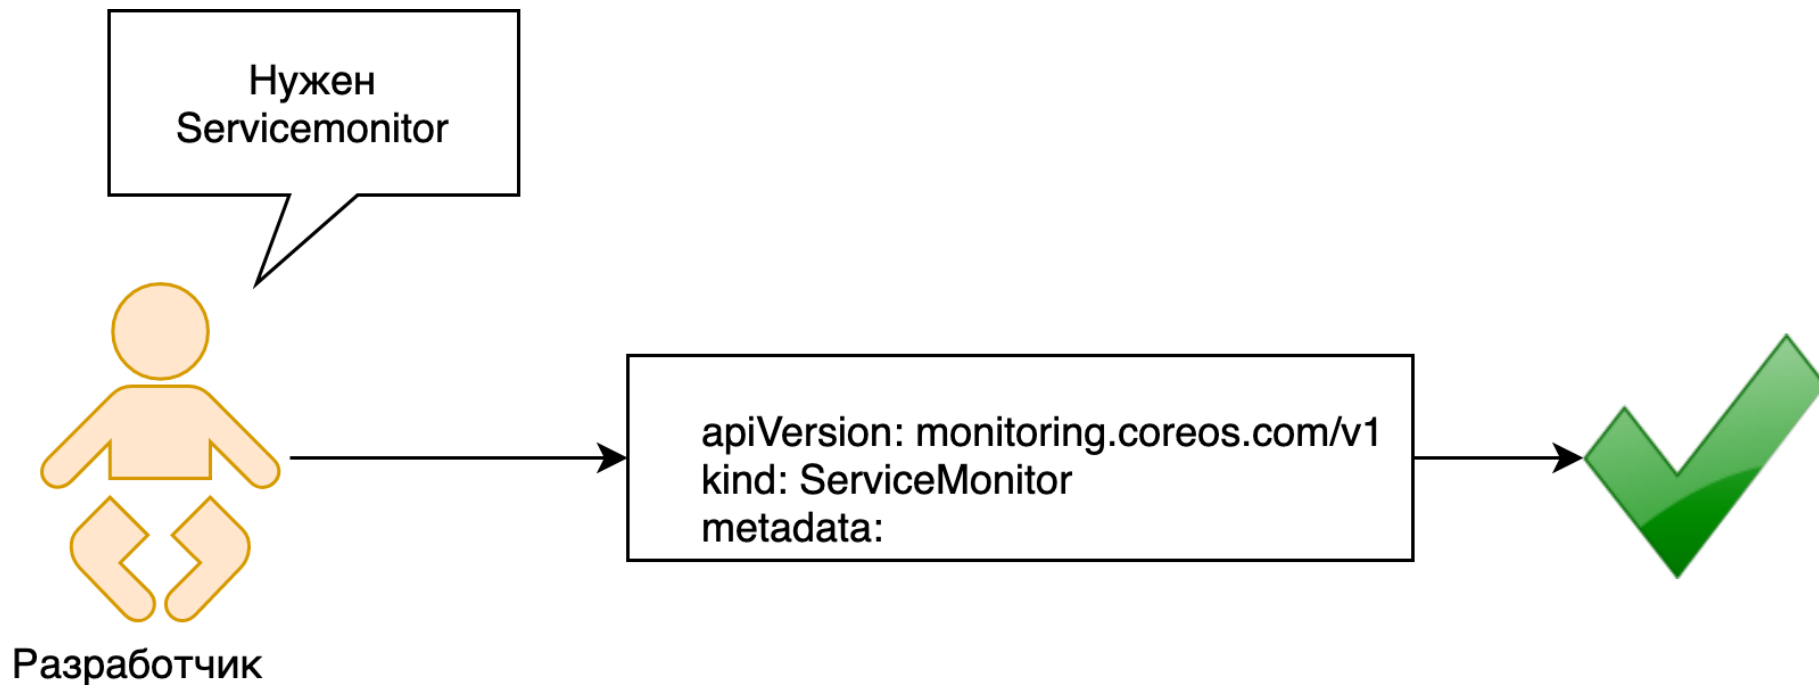 Нужен
Servicemonitor
apiVersion: monitoring.coreos.com/v1
kind: ServiceMonitor
metadata:
Разработчик